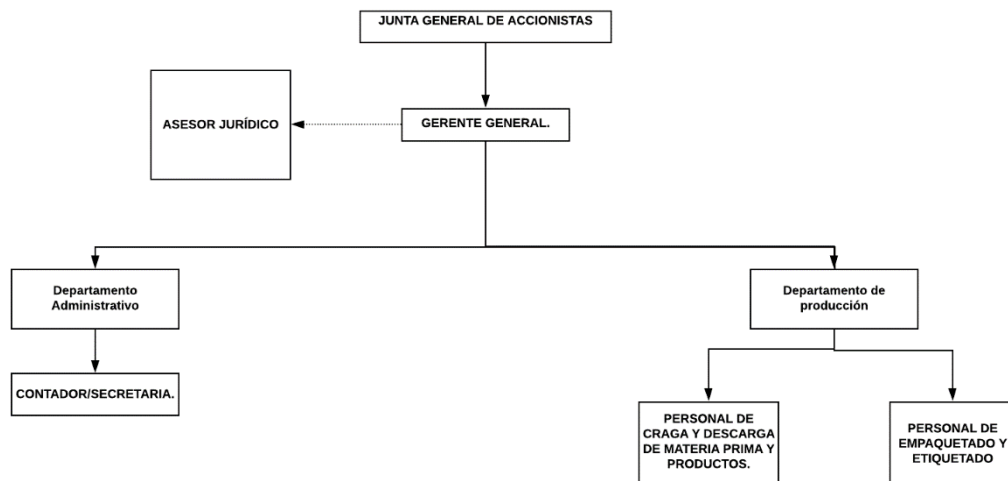 JUNTA GENERAL DE ACCIONISTAS
ASESOR JURÍDICO
GERENTE GENERAL.
Departamento
Administrativo
Departamento de
producción
CONTADOR/SECRETARIA.
PERSONAL DE
CRAGA Y DESCARGA
DE MATERIA PRIMA Y
PRODUCTOS.
PERSONAL DE
EMPAQUETADO Y
ETIQUETADO